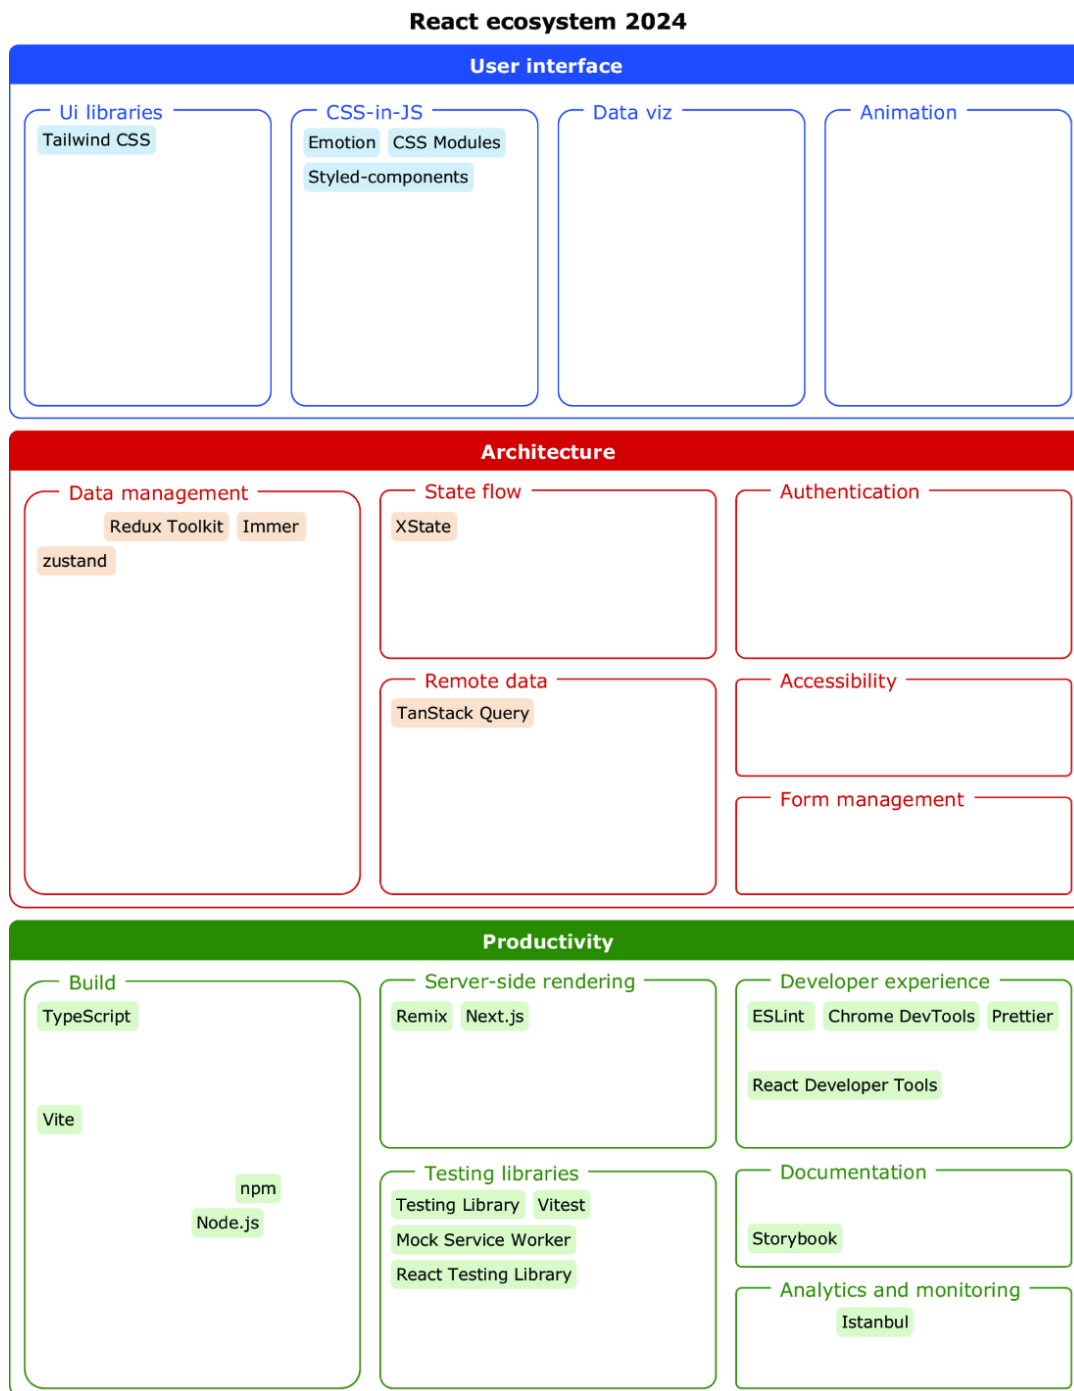 React ecosystem 2024
User interface
Ui libraries
Tailwind CSS
CSS-in-JS
Emotion CSS Modules
Styled-components
Data viz
Animation
Architecture
Data management
Redux Toolkit Immer
zustand
State flow
XState
Authentication
Remote data
TanStack Query
Accessibility
Form management
Productivity
Build
TypeScript
Vite
npm
Node.js
Server-side rendering
Remix Next.js
Developer experience
ESLint Chrome DevTools Prettier
React Developer Tools
Testing libraries
Testing Library Vitest
Mock Service Worker
React Testing Library
Documentation
Storybook
Analytics and monitoring
Istanbul